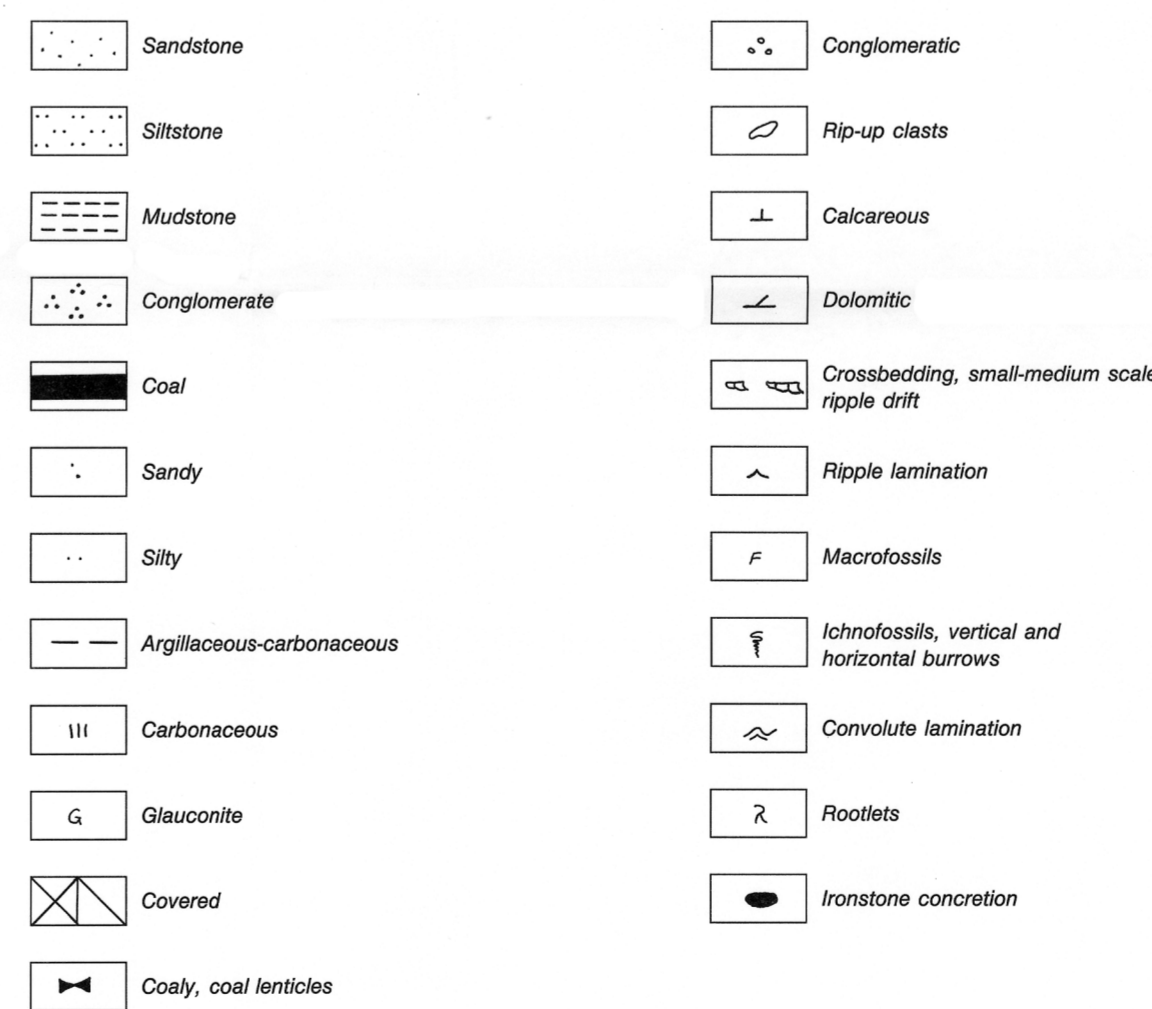 Sandstone
Siltstone
Mudstone
Conglomerate
Coal
Sandy
Silty
Argillaceous-carbonaceous
Carbonaceous
G
Glauconite
Covered
Coaly, coal lenticles
Conglomeratic
Rip-up clasts
Calcareous
Dolomitic
Crossbedding, small-medium scale
ripple drift
Ripple lamination
F
Macrofossils
Ichnofossils, vertical and
horizontal burrows
Convolute lamination
Rootlets
Ironstone concretion